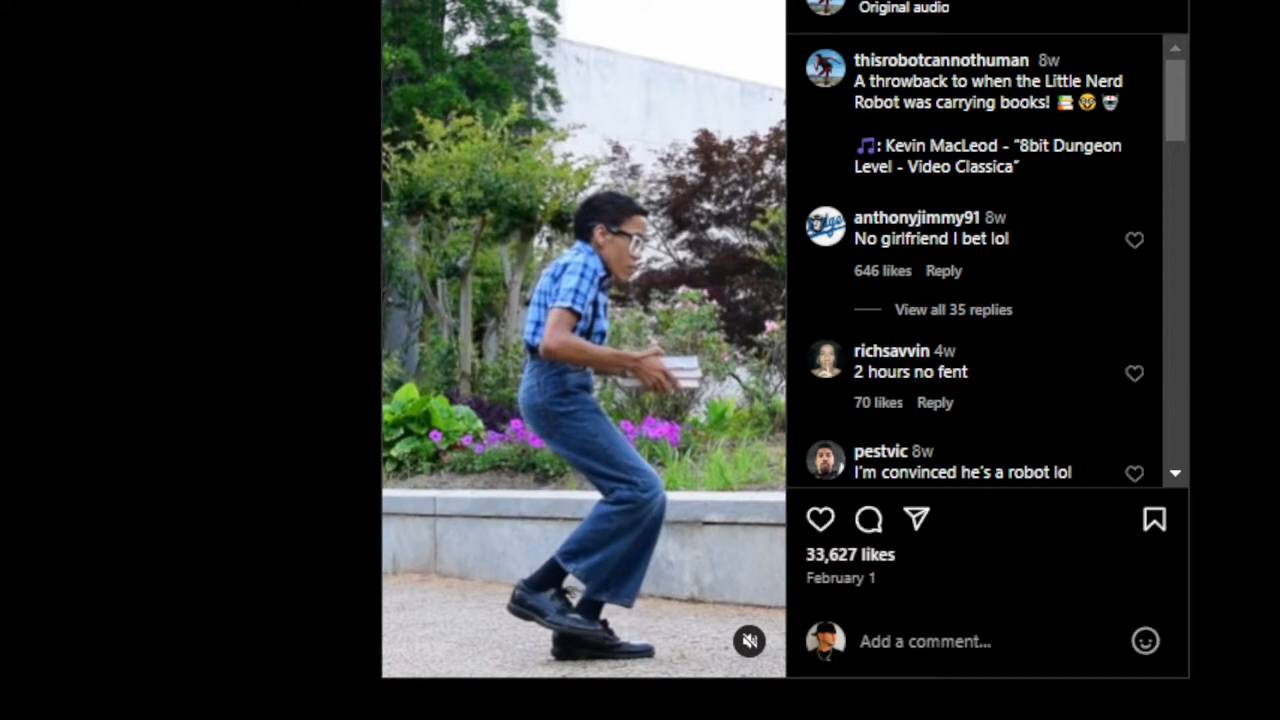 Original audio
thisrobotcannothuman 8w
A throwback to when the Little Nerd
Robot was carrying books! 📚 🤓 🤖
🎵: Kevin MacLeod - "8bit Dungeon
Level - Video Classica"
anthonyjimmy91 8w
No girlfriend I bet lol
646 likes Reply
View all 35 replies
richsavvin 4w
2 hours no fent
70 likes Reply
pestvic 8w
I'm convinced he's a robot lol
33,627 likes
February 1
Add a comment...